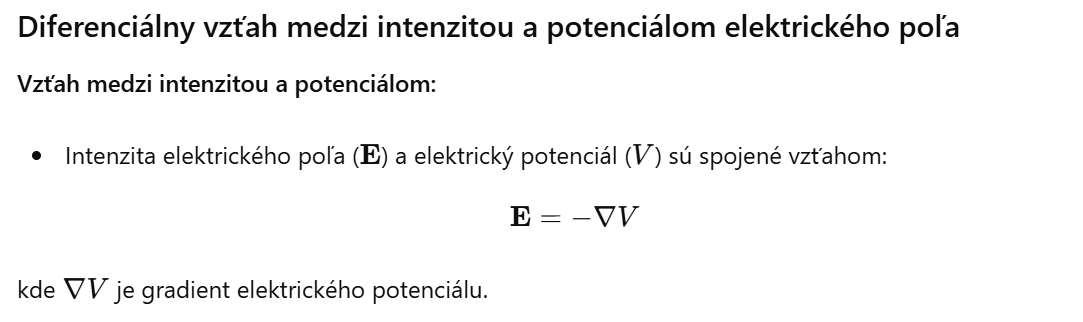 Diferenciálny vzťah medzi intenzitou a potenciálom elektrického poľa
Vzťah medzi intenzitou a potenciálom:
• Intenzita elektrického poľa (E) a elektrický potenciál (V) sú spojené vzťahom:
E = −∇V
kde ∇V je gradient elektrického potenciálu.